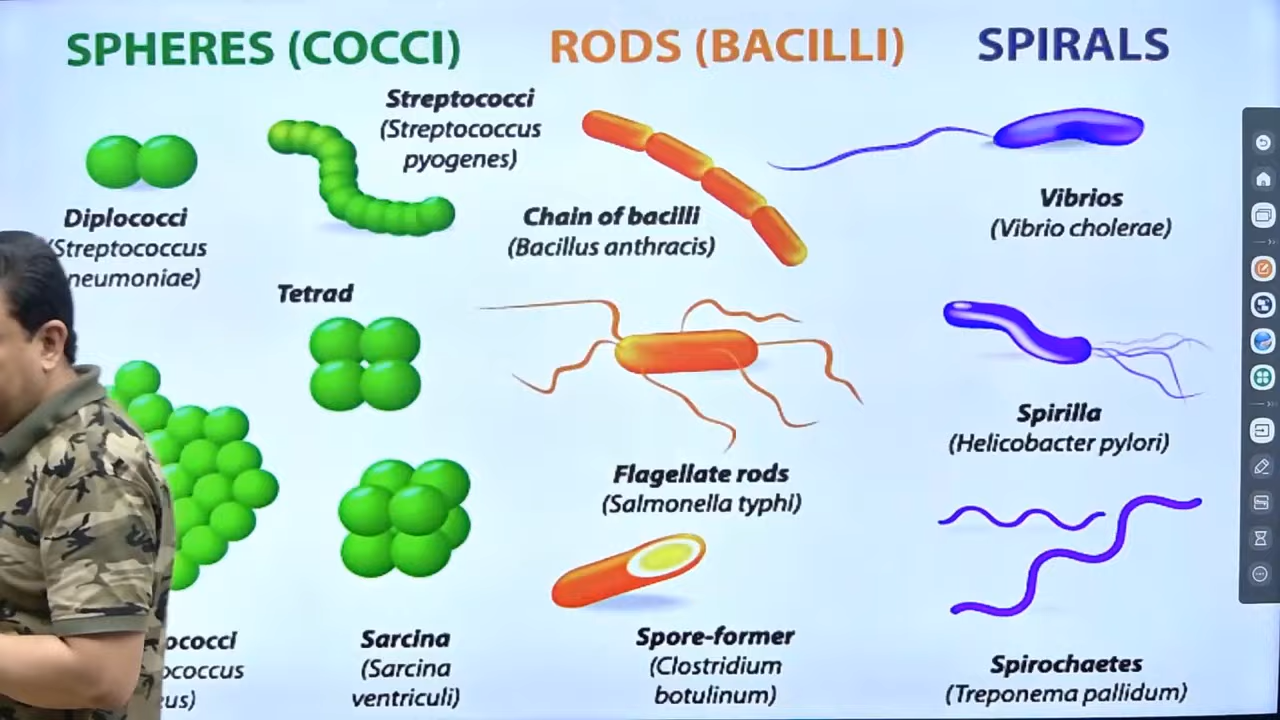 SPHERES (COCCI)
RODS (BACILLI)
SPIRALS
Diplococci
(Streptococcus
neumoniae)
Streptococci
(Streptococcus
pyogenes)
Tetrad
ococci
ococcus
eus)
Sarcina
(Sarcina
ventriculi)
Chain of bacilli
(Bacillus anthracis)
Flagellate rods
(Salmonella typhi)
Spore-former
(Clostridium
botulinum)
Vibrios
(Vibrio cholerae)
Spirilla
(Helicobacter pylori)
Spirochaetes
(Treponema pallidum)